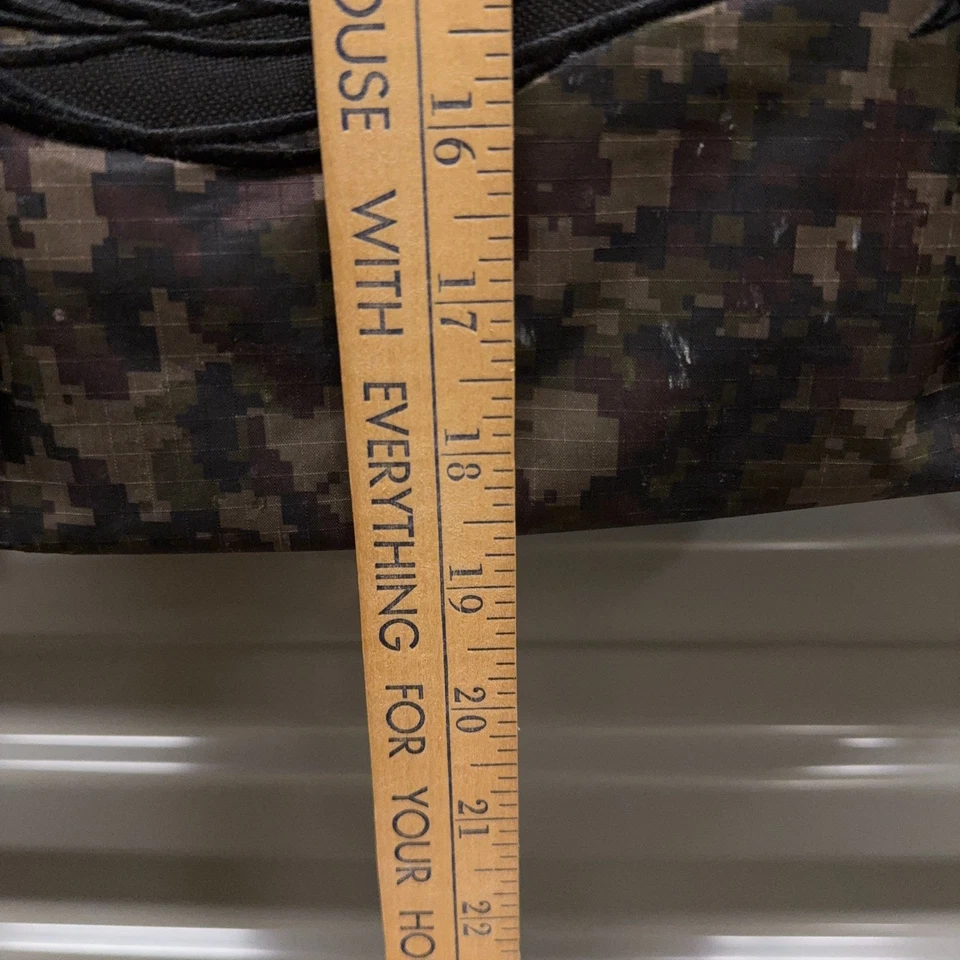 OUSE WITH EVERYTHING FOR YOUR HO
16 17 18 19 20 21 22